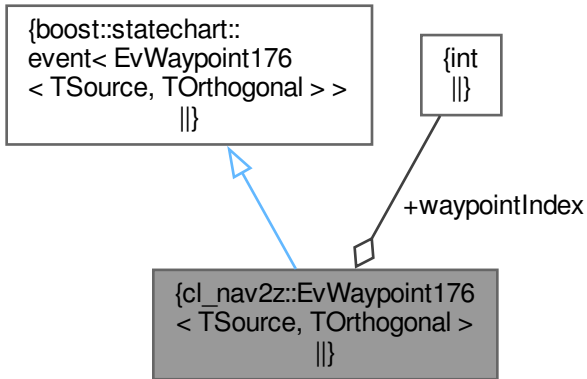 {boost::statechart::
event< EvWaypoint176
< TSource, TOrthogonal > >
||}
{int
||}
+waypointIndex
{cl_nav2z::EvWaypoint176
< TSource, TOrthogonal >
||}